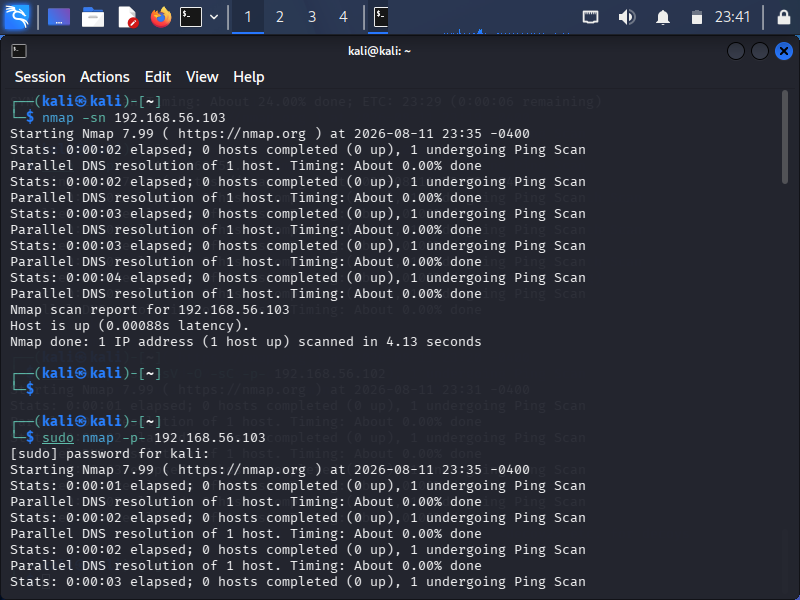 1 2 3 4 23:41
kali@kali: ~
Session Actions Edit View Help
┌──(kali㉿kali)-[~]
└─$ nmap -sn 192.168.56.103
Starting Nmap 7.99 ( https://nmap.org ) at 2026-08-11 23:35 -0400
Stats: 0:00:02 elapsed; 0 hosts completed (0 up), 1 undergoing Ping Scan
Parallel DNS resolution of 1 host. Timing: About 0.00% done
Stats: 0:00:02 elapsed; 0 hosts completed (0 up), 1 undergoing Ping Scan
Parallel DNS resolution of 1 host. Timing: About 0.00% done
Stats: 0:00:03 elapsed; 0 hosts completed (0 up), 1 undergoing Ping Scan
Parallel DNS resolution of 1 host. Timing: About 0.00% done
Stats: 0:00:03 elapsed; 0 hosts completed (0 up), 1 undergoing Ping Scan
Parallel DNS resolution of 1 host. Timing: About 0.00% done
Stats: 0:00:04 elapsed; 0 hosts completed (0 up), 1 undergoing Ping Scan
Parallel DNS resolution of 1 host. Timing: About 0.00% done
Nmap scan report for 192.168.56.103
Host is up (0.00088s latency).
Nmap done: 1 IP address (1 host up) scanned in 4.13 seconds
┌──(kali㉿kali)-[~]
└─$
┌──(kali㉿kali)-[~]
└─$ sudo nmap -p- 192.168.56.103
[sudo] password for kali:
Starting Nmap 7.99 ( https://nmap.org ) at 2026-08-11 23:35 -0400
Stats: 0:00:01 elapsed; 0 hosts completed (0 up), 1 undergoing Ping Scan
Parallel DNS resolution of 1 host. Timing: About 0.00% done
Stats: 0:00:02 elapsed; 0 hosts completed (0 up), 1 undergoing Ping Scan
Parallel DNS resolution of 1 host. Timing: About 0.00% done
Stats: 0:00:02 elapsed; 0 hosts completed (0 up), 1 undergoing Ping Scan
Parallel DNS resolution of 1 host. Timing: About 0.00% done
Stats: 0:00:03 elapsed; 0 hosts completed (0 up), 1 undergoing Ping Scan